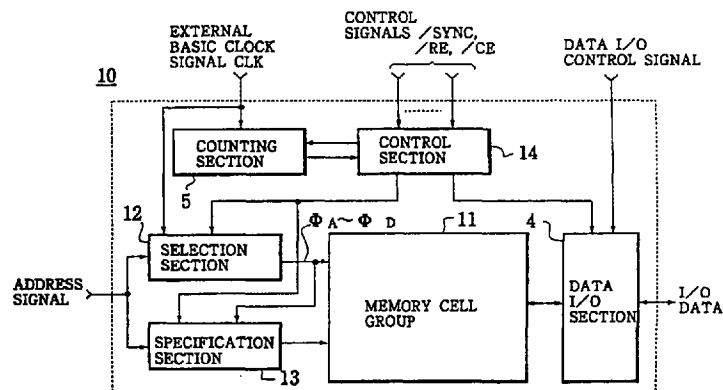 EXTERNAL
BASIC CLOCK
SIGNAL CLK
CONTROL
SIGNALS /SYNC,
/RE, /CE
DATA I/O
CONTROL SIGNAL
10
COUNTING
SECTION
5
CONTROL
SECTION
14
12
SELECTION
SECTION
ΦA~ΦD
11
4
ADDRESS
SIGNAL
MEMORY CELL
GROUP
DATA
I/O
SECTION
I/O
DATA
SPECIFICATION
SECTION
13